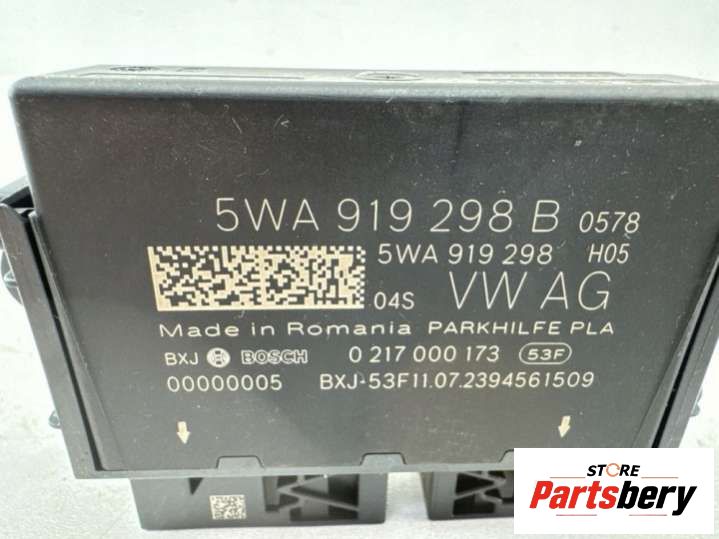 5WA 919 298 B 0578
5WA 919 298 H05
04S VW AG
Made in Romania PARKHILFE PLA
BXJ BOSCH 0 217 000 173 53F
00000005 BXJ-53F11.07.2394561509
STORE
Partsbery